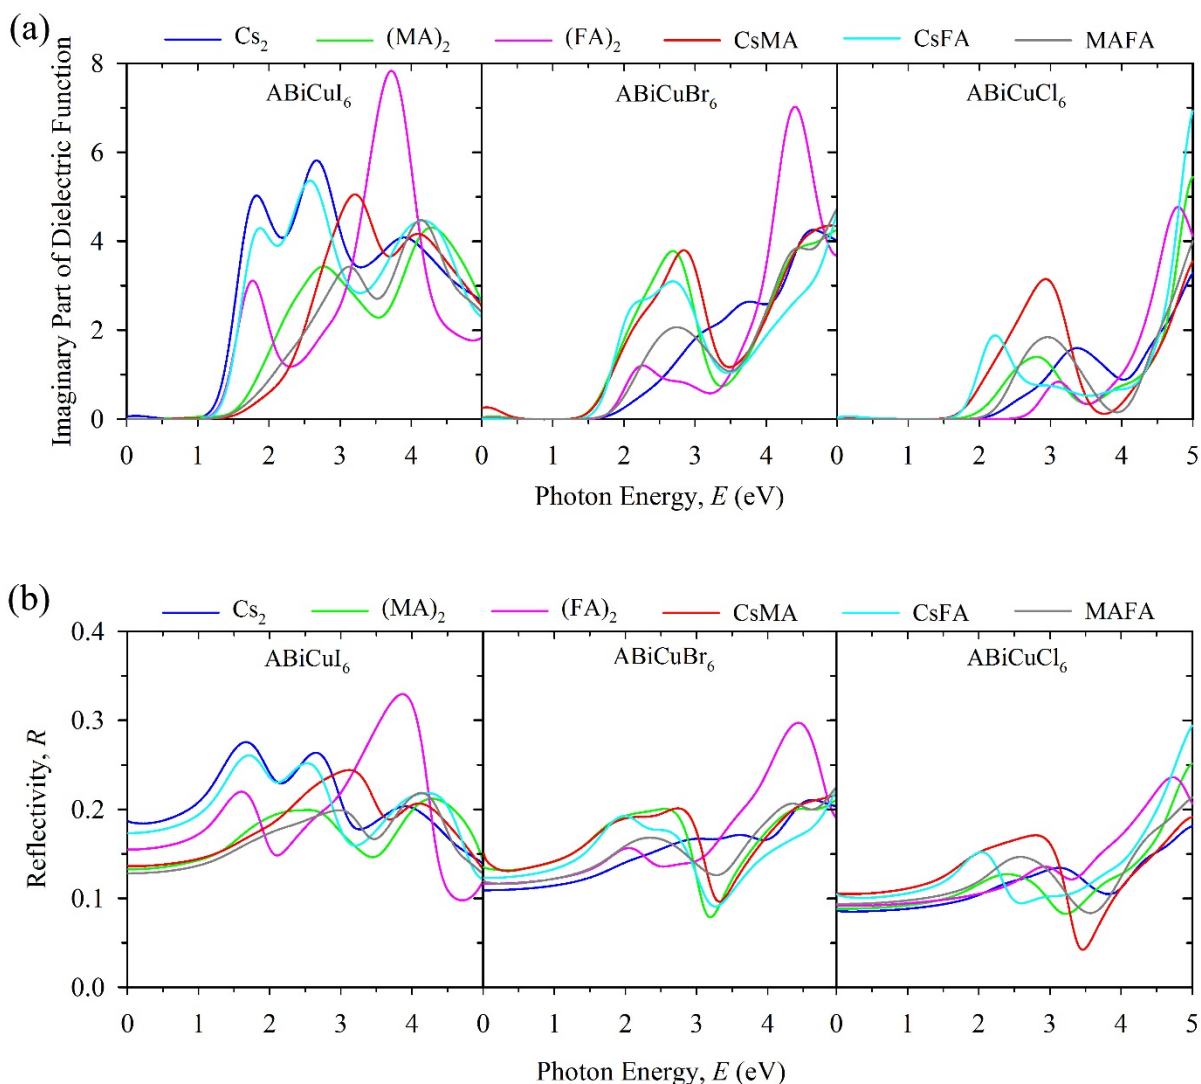 (a)
Cs₂ (MA)₂ (FA)₂ CsMA CsFA MAFA
Imaginary Part of Dielectric Function
8
6
4
2
0
ABiCuI₆ ABiCuBr₆ ABiCuCl₆
0 1 2 3 4 0 1 2 3 4 0 1 2 3 4 5
Photon Energy, E (eV)
(b)
Cs₂ (MA)₂ (FA)₂ CsMA CsFA MAFA
Reflectivity, R
0.4
0.3
0.2
0.1
0.0
ABiCuI₆ ABiCuBr₆ ABiCuCl₆
0 1 2 3 4 0 1 2 3 4 0 1 2 3 4 5
Photon Energy, E (eV)